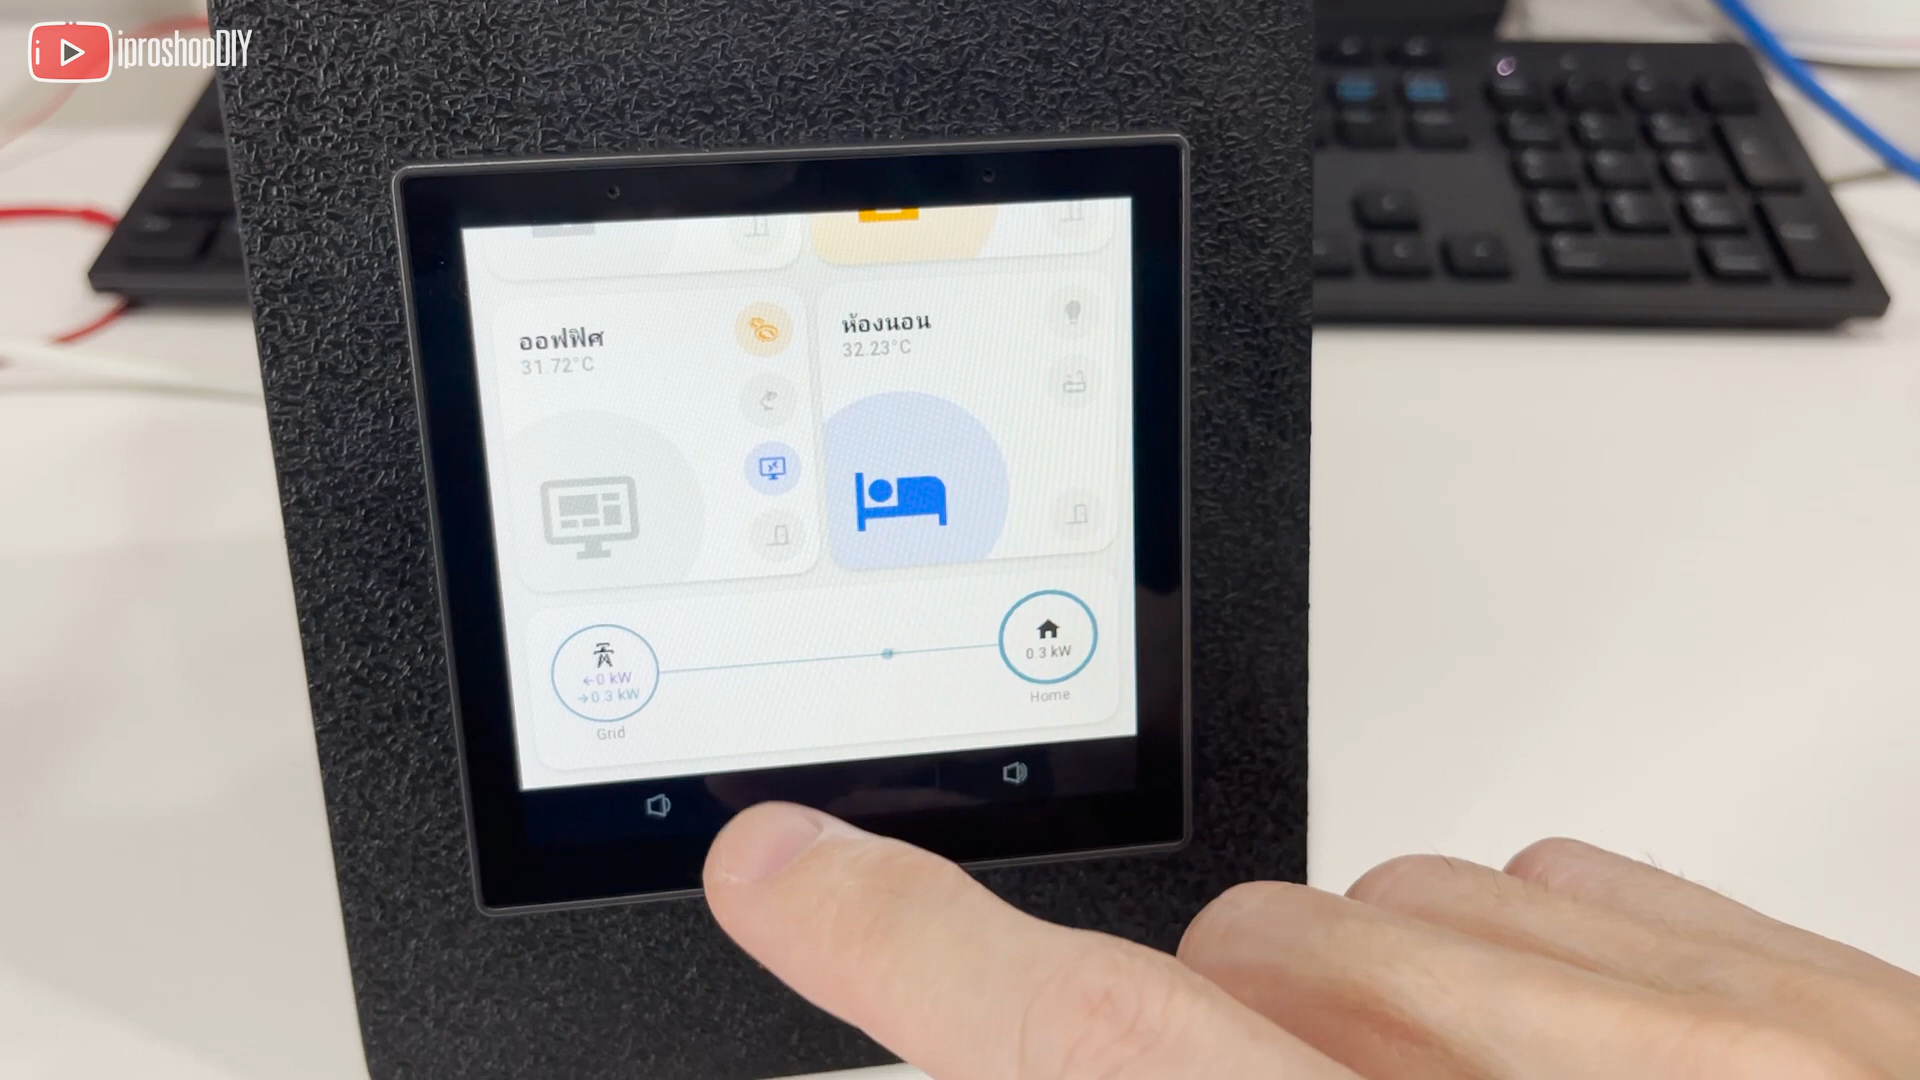 iproshopDIY
ออฟฟิศ
31.72°C
ห้องนอน
32.23°C
←0 kW
→0.3 kW
Grid
0.3 kW
Home